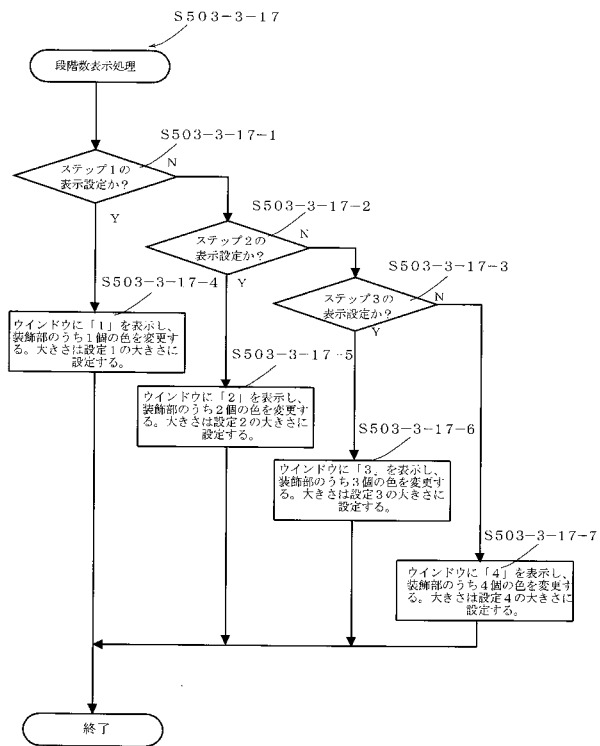 S503-3-17
段階数表示処理
S503-3-17-1
ステップ1の
表示設定か?
N
Y
S503-3-17-2
ステップ2の
表示設定か?
N
Y
S503-3-17-3
ステップ3の
表示設定か?
N
Y
S503-3-17-4
ウインドウに「1」を表示し、
装飾部のうち1個の色を変更す
る。大きさは設定1の大きさに
設定する。
S503-3-17-5
ウインドウに「2」を表示し、
装飾部のうち2個の色を変更す
る。大きさは設定2の大きさに
設定する。
S503-3-17-6
ウインドウに「3」を表示し、
装飾部のうち3個の色を変更す
る。大きさは設定3の大きさに
設定する。
S503-3-17-7
ウインドウに「4」を表示し、
装飾部のうち4個の色を変更す
る。大きさは設定4の大きさに
設定する。
終了